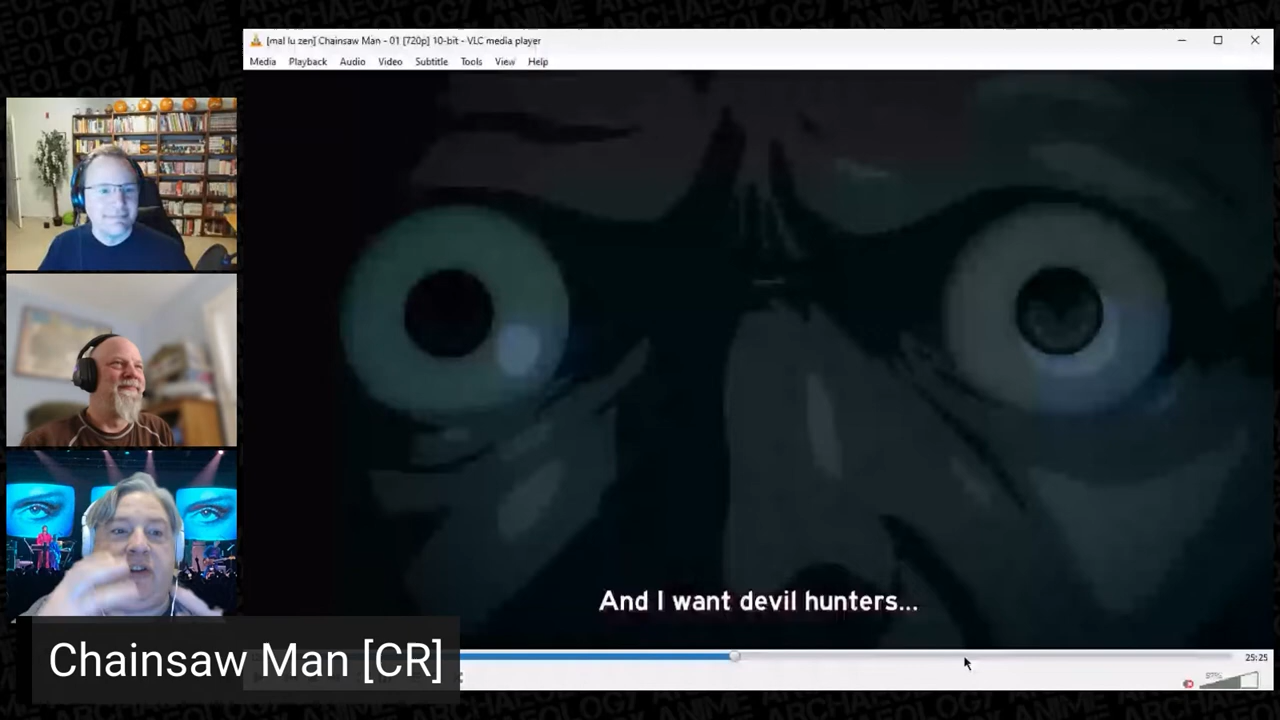 [mal lu zen] Chainsaw Man - 01 [720p] 10-bit - VLC media player
Media Playback Audio Video Subtitle Tools View Help
And I want devil hunters...
25:25
97%
Chainsaw Man [CR]